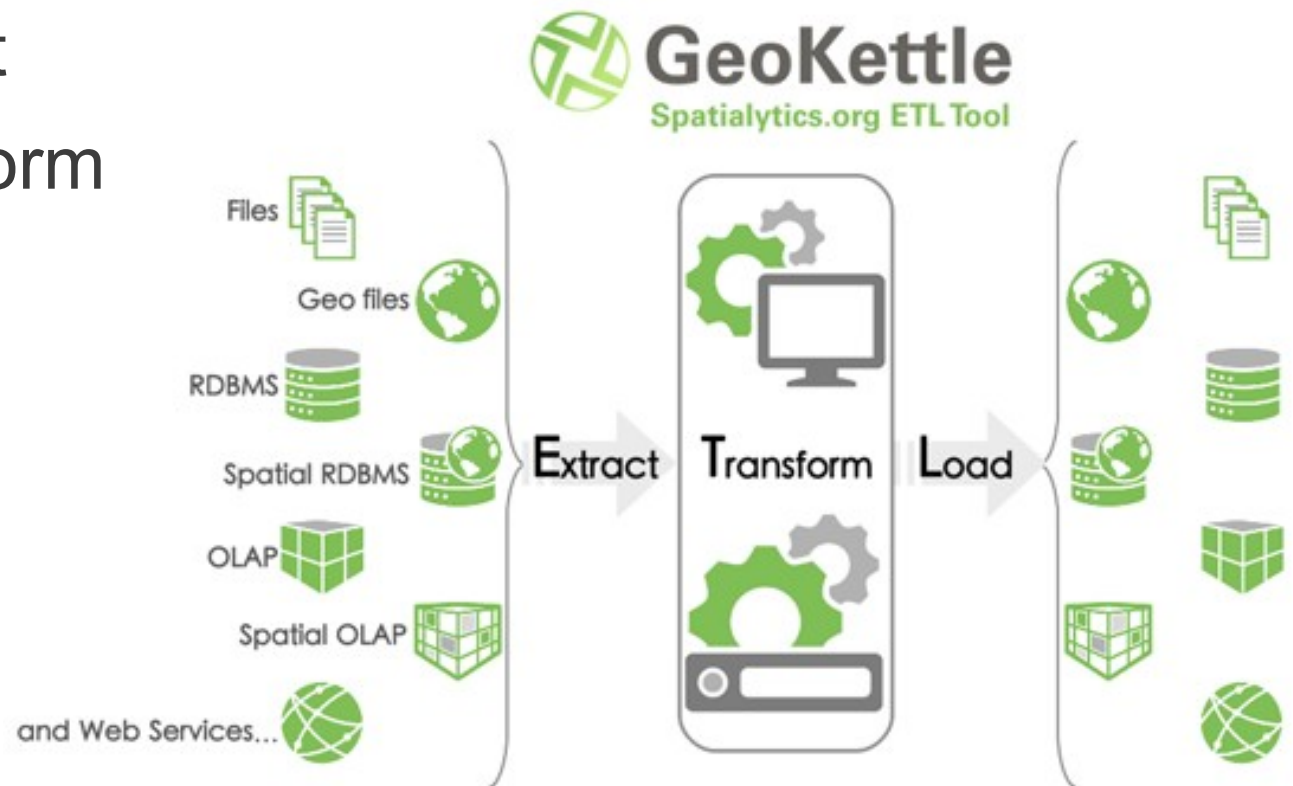 t
orm
GeoKettle
Spatialytics.org ETL Tool
Files
Geo files
RDBMS
Spatial RDBMS
OLAP
Spatial OLAP
and Web Services...
Extract
Transform
Load